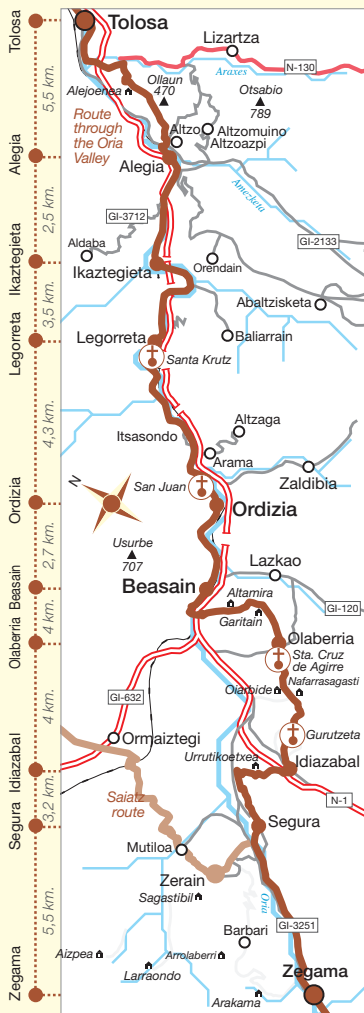 Tolosa
5,5 km.
Alegia
2,5 km.
Ikaztegieta
3,5 km.
Legorreta
4,3 km.
Ordizia
2,7 km.
Beasain
4 km.
Olaberria
4 km.
Idiazabal
3,2 km.
Segura
5,5 km.
Zegama
Tolosa
Lizartza
N-130
Araxes
Alejoenea
Ollaun
470
Otsabio
789
Route
through
the Oria
Valley
Altzo
Altzomuino
Altzoazpi
Alegia
Amezketa
GI-3712
GI-2133
Aldaba
Ikaztegieta
Orendain
Abaltzisketa
Legorreta
Baliarrain
Santa Krutz
Altzaga
Itsasondo
Arama
Zaldibia
San Juan
N
Ordizia
Usurbe
707
Lazkao
Beasain
Altamira
Garitain
GI-120
Olaberria
Sta. Cruz
de Agirre
Nafarrasagasti
Oiarbide
GI-632
Gurutzeta
Ormaiztegi
Urrutikoetxea
Idiazabal
N-1
Saiatz
route
Segura
Mutiloa
Zerain
Sagastibil
Oria
GI-3251
Barbari
Aizpea
Arrolaberri
Larraondo
Zegama
Arakama